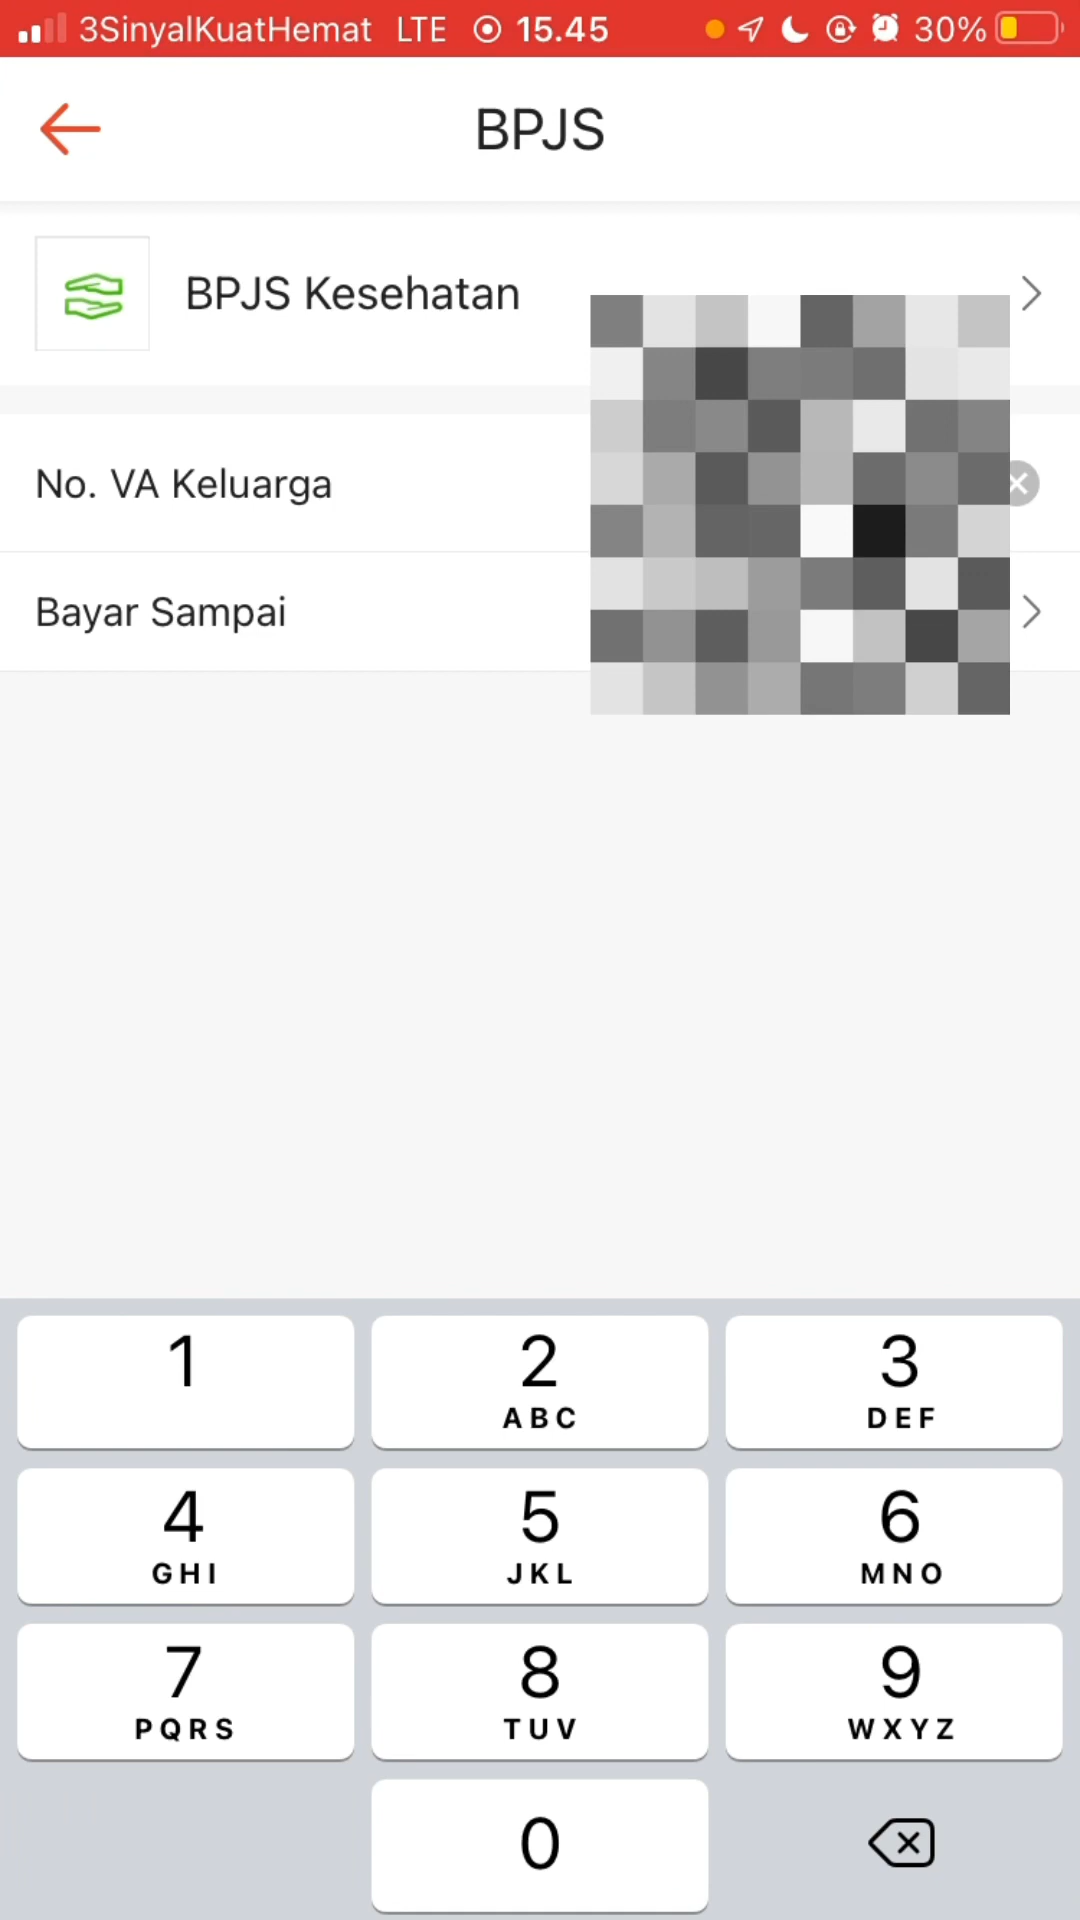 3SinyalKuatHemat LTE 15.45 30%
BPJS
BPJS Kesehatan
No. VA Keluarga
Bayar Sampai
1 2 3
ABC DEF
4 5 6
GHI JKL MNO
7 8 9
PQRS TUV WXYZ
0